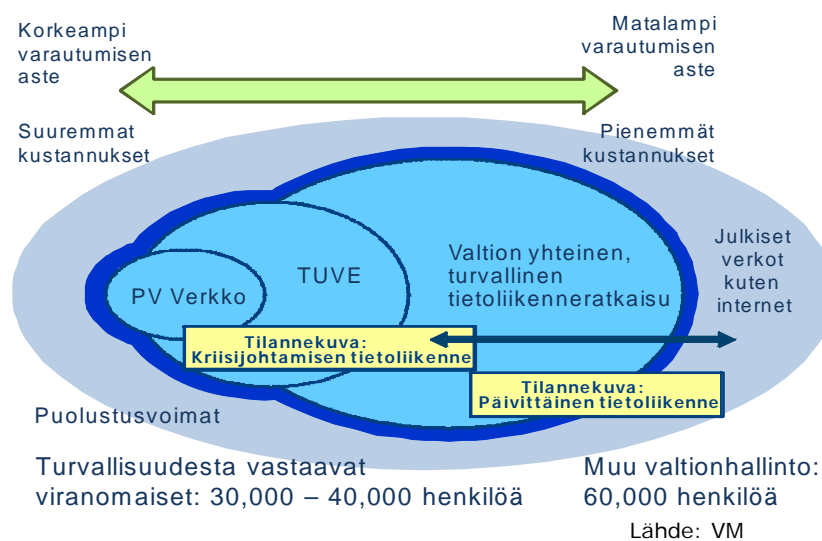 Korkeampi
varautumisen
aste
Matalampi
varautumisen
aste
Suuremmat
kustannukset
Pienemmät
kustannukset
PV Verkko
TUVE
Valtion yhteinen,
turvallinen
tietoliikenneratkaisu
Julkiset
verkot
kuten
internet
Tilannekuva:
Kriisijohtamisen tietoliikenne
Tilannekuva:
Päivittäinen tietoliikenne
Puolustusvoimat
Turvallisuudesta vastaavat
viranomaiset: 30,000 – 40,000 henkilöä
Muu valtionhallinto:
60,000 henkilöä
Lähde: VM